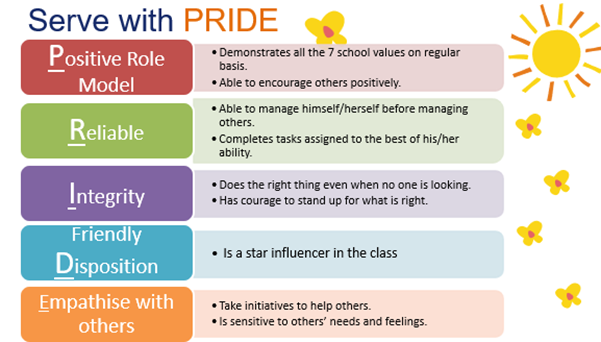 Serve with PRIDE
Positive Role
Model
• Demonstrates all the 7 school values on regular
basis.
• Able to encourage others positively.
Reliable
• Able to manage himself/herself before managing
others.
• Completes tasks assigned to the best of his/her
ability.
Integrity
• Does the right thing even when no one is looking.
• Has courage to stand up for what is right.
Friendly
Disposition
• Is a star influencer in the class
Empathise with
others
• Take initiatives to help others.
• Is sensitive to others’ needs and feelings.